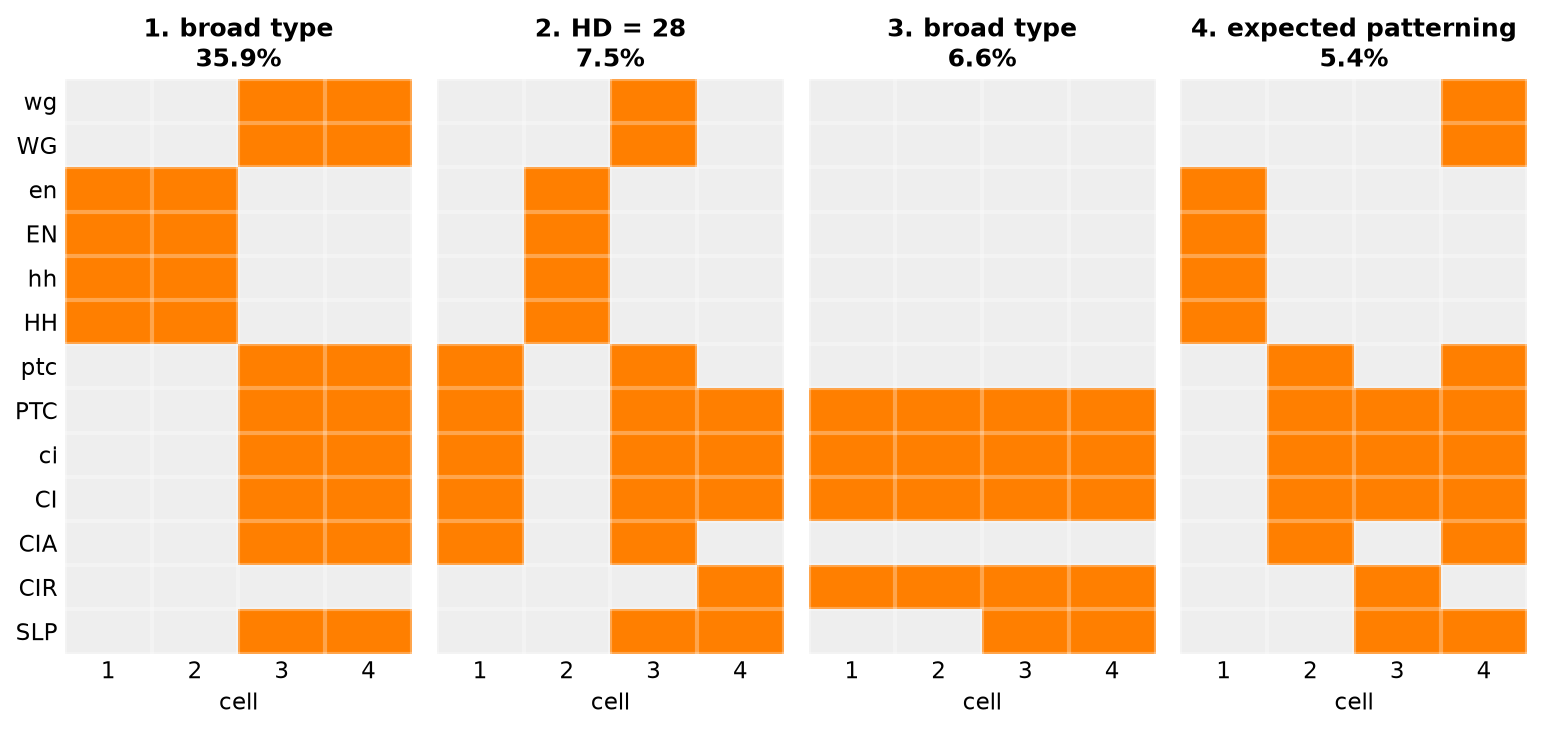 1. broad type
35.9%
2. HD = 28
7.5%
3. broad type
6.6%
4. expected patterning
5.4%
wg
WG
en
EN
hh
HH
ptc
PTC
ci
CI
CIA
CIR
SLP
1 2 3 4
cell
1 2 3 4
cell
1 2 3 4
cell
1 2 3 4
cell